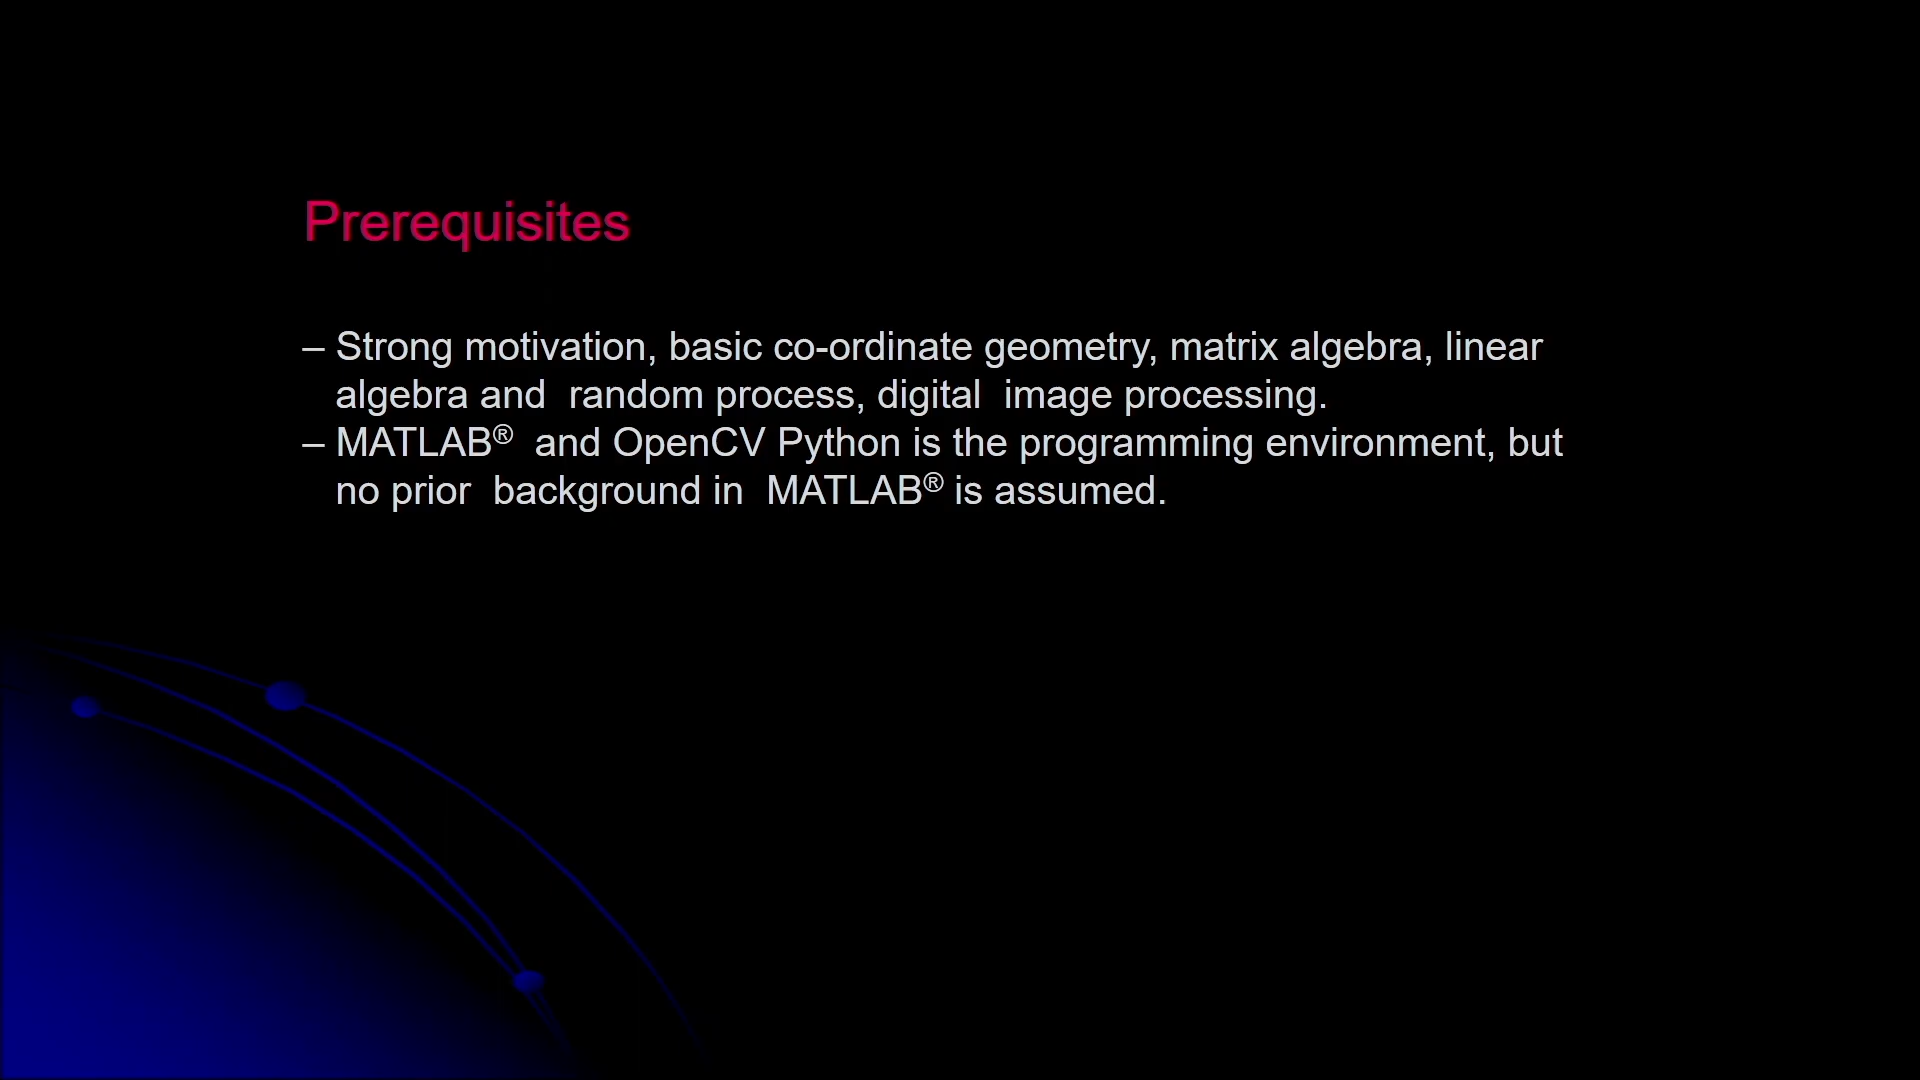 Prerequisites
– Strong motivation, basic co-ordinate geometry, matrix algebra, linear
algebra and  random process, digital  image processing.
– MATLAB®  and OpenCV Python is the programming environment, but
no prior  background in  MATLAB® is assumed.